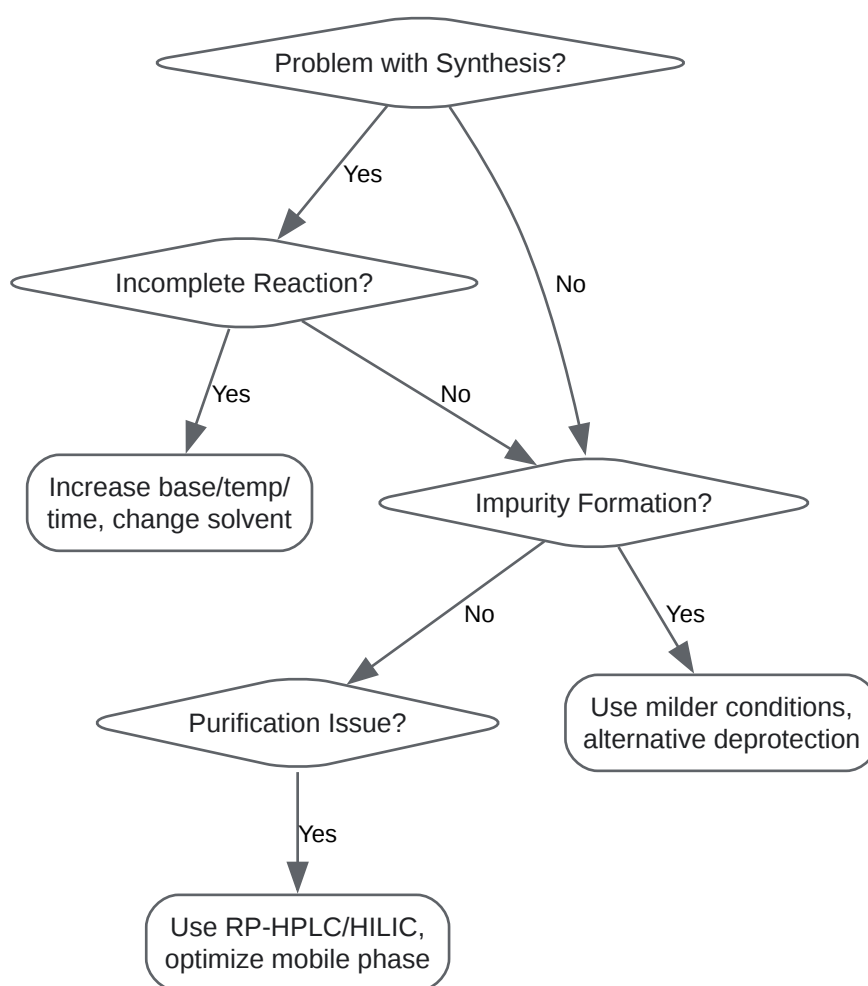 Problem with Synthesis?
Yes
Incomplete Reaction?
No
Yes
No
Increase base/temp/
time, change solvent
Impurity Formation?
No
Yes
Use milder conditions,
alternative deprotection
Purification Issue?
Yes
Use RP-HPLC/HILIC,
optimize mobile phase